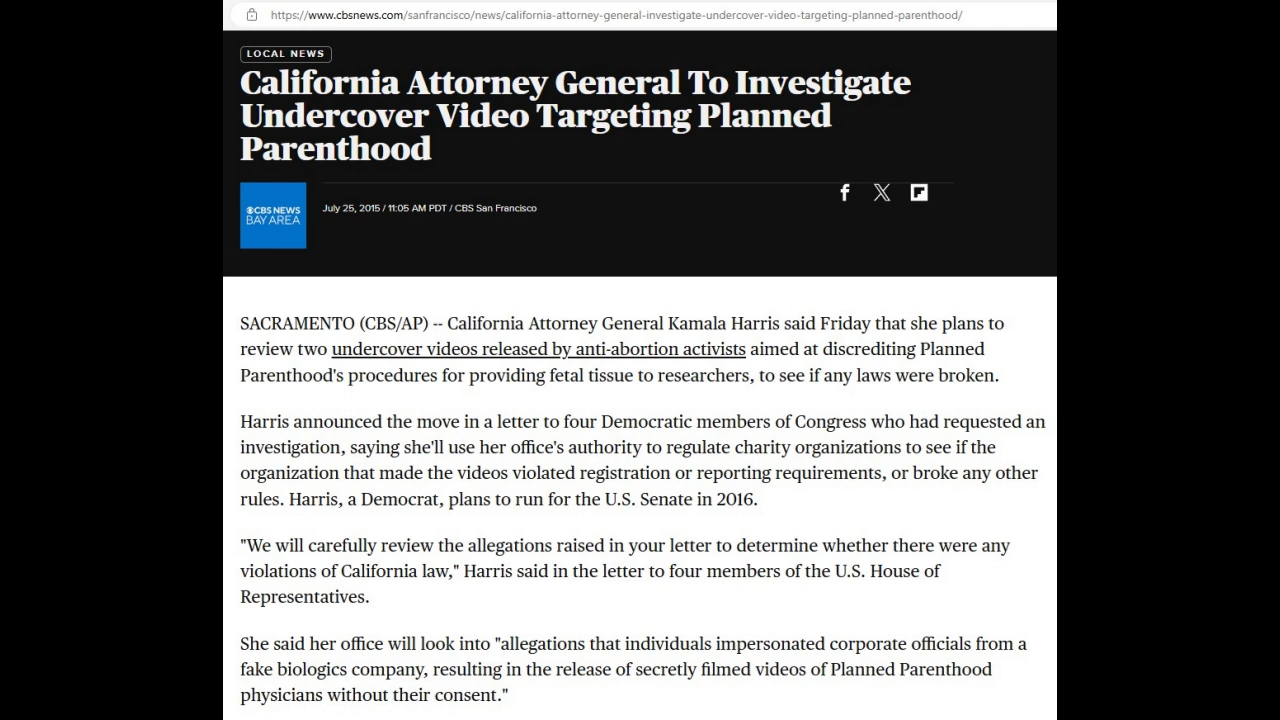 https://www.cbsnews.com/sanfrancisco/news/california-attorney-general-investigate-undercover-video-targeting-planned-parenthood/
LOCAL NEWS
California Attorney General To Investigate
Undercover Video Targeting Planned
Parenthood
CBS NEWS
BAY AREA
July 25, 2015 / 11:05 AM PDT / CBS San Francisco
SACRAMENTO (CBS/AP) -- California Attorney General Kamala Harris said Friday that she plans to
review two undercover videos released by anti-abortion activists aimed at discrediting Planned
Parenthood's procedures for providing fetal tissue to researchers, to see if any laws were broken.
Harris announced the move in a letter to four Democratic members of Congress who had requested an
investigation, saying she'll use her office's authority to regulate charity organizations to see if the
organization that made the videos violated registration or reporting requirements, or broke any other
rules. Harris, a Democrat, plans to run for the U.S. Senate in 2016.
"We will carefully review the allegations raised in your letter to determine whether there were any
violations of California law," Harris said in the letter to four members of the U.S. House of
Representatives.
She said her office will look into "allegations that individuals impersonated corporate officials from a
fake biologics company, resulting in the release of secretly filmed videos of Planned Parenthood
physicians without their consent."